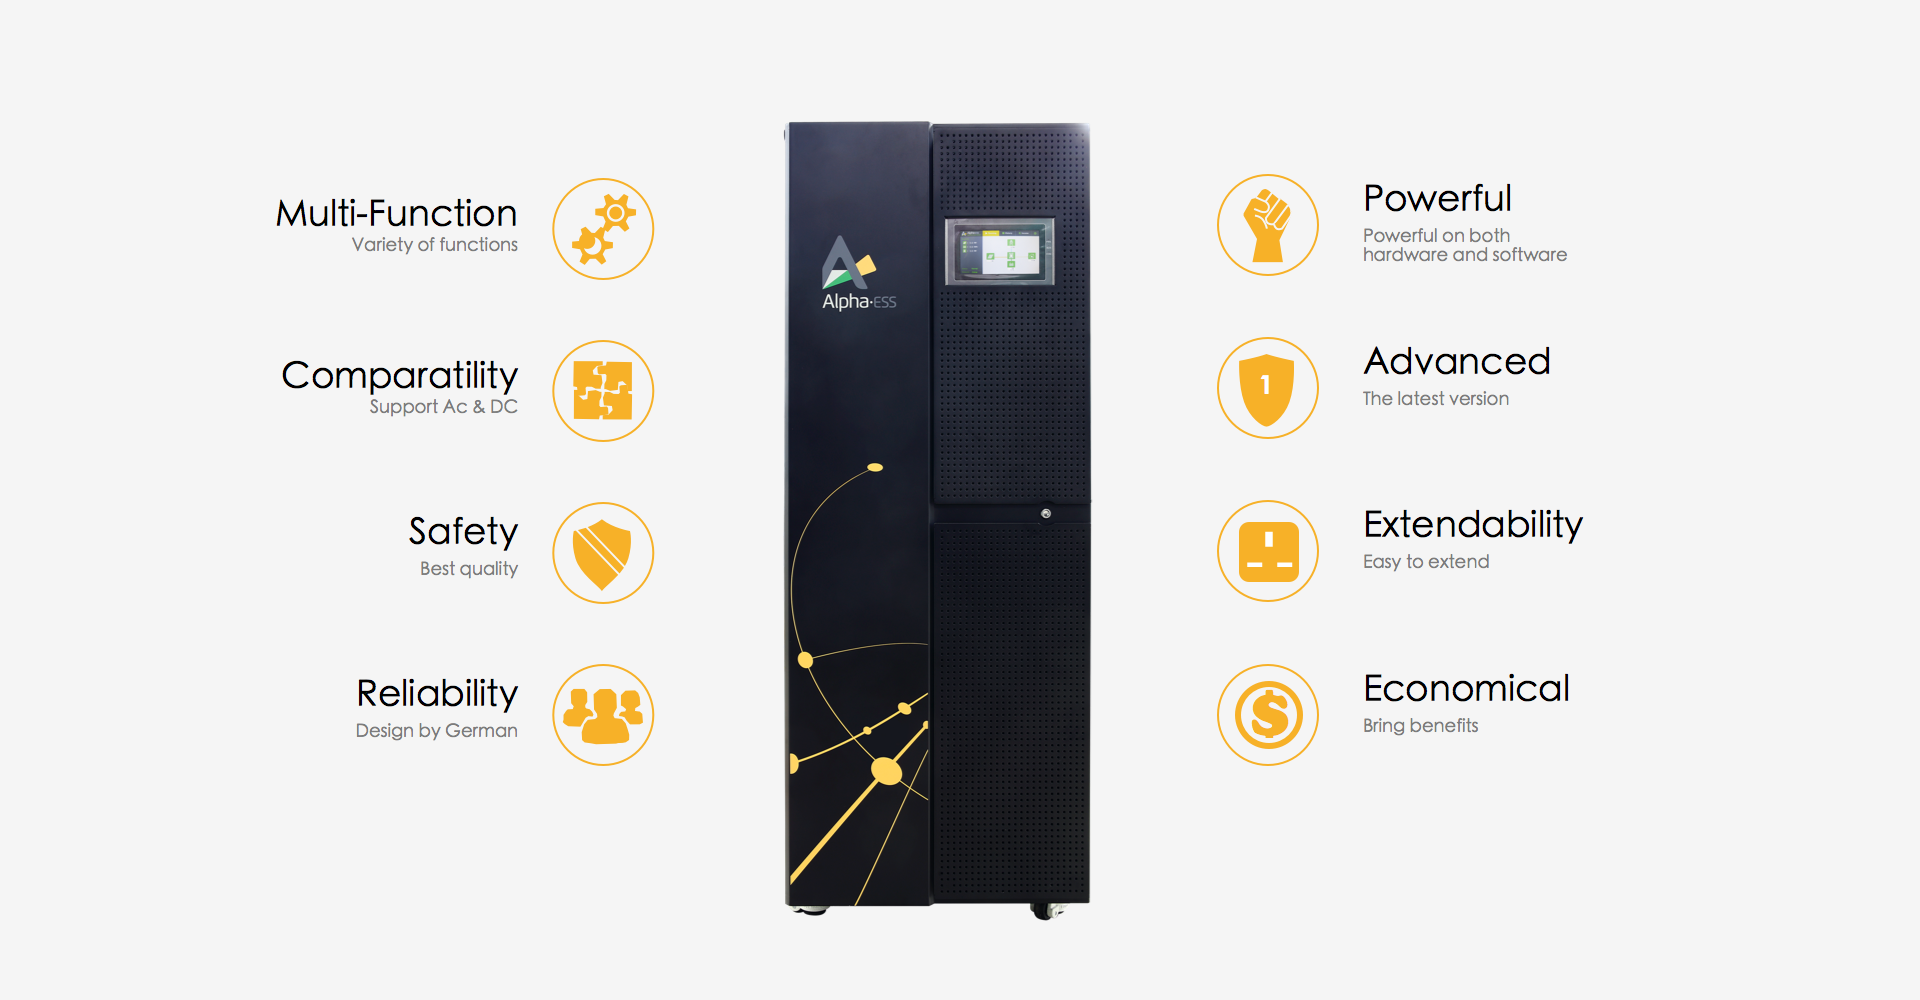 Multi-Function
Variety of functions
Comparatility
Support Ac & DC
Safety
Best quality
Reliability
Design by German
Alpha·ESS
Powerful
Powerful on both
hardware and software
1
Advanced
The latest version
Extendability
Easy to extend
$
Economical
Bring benefits